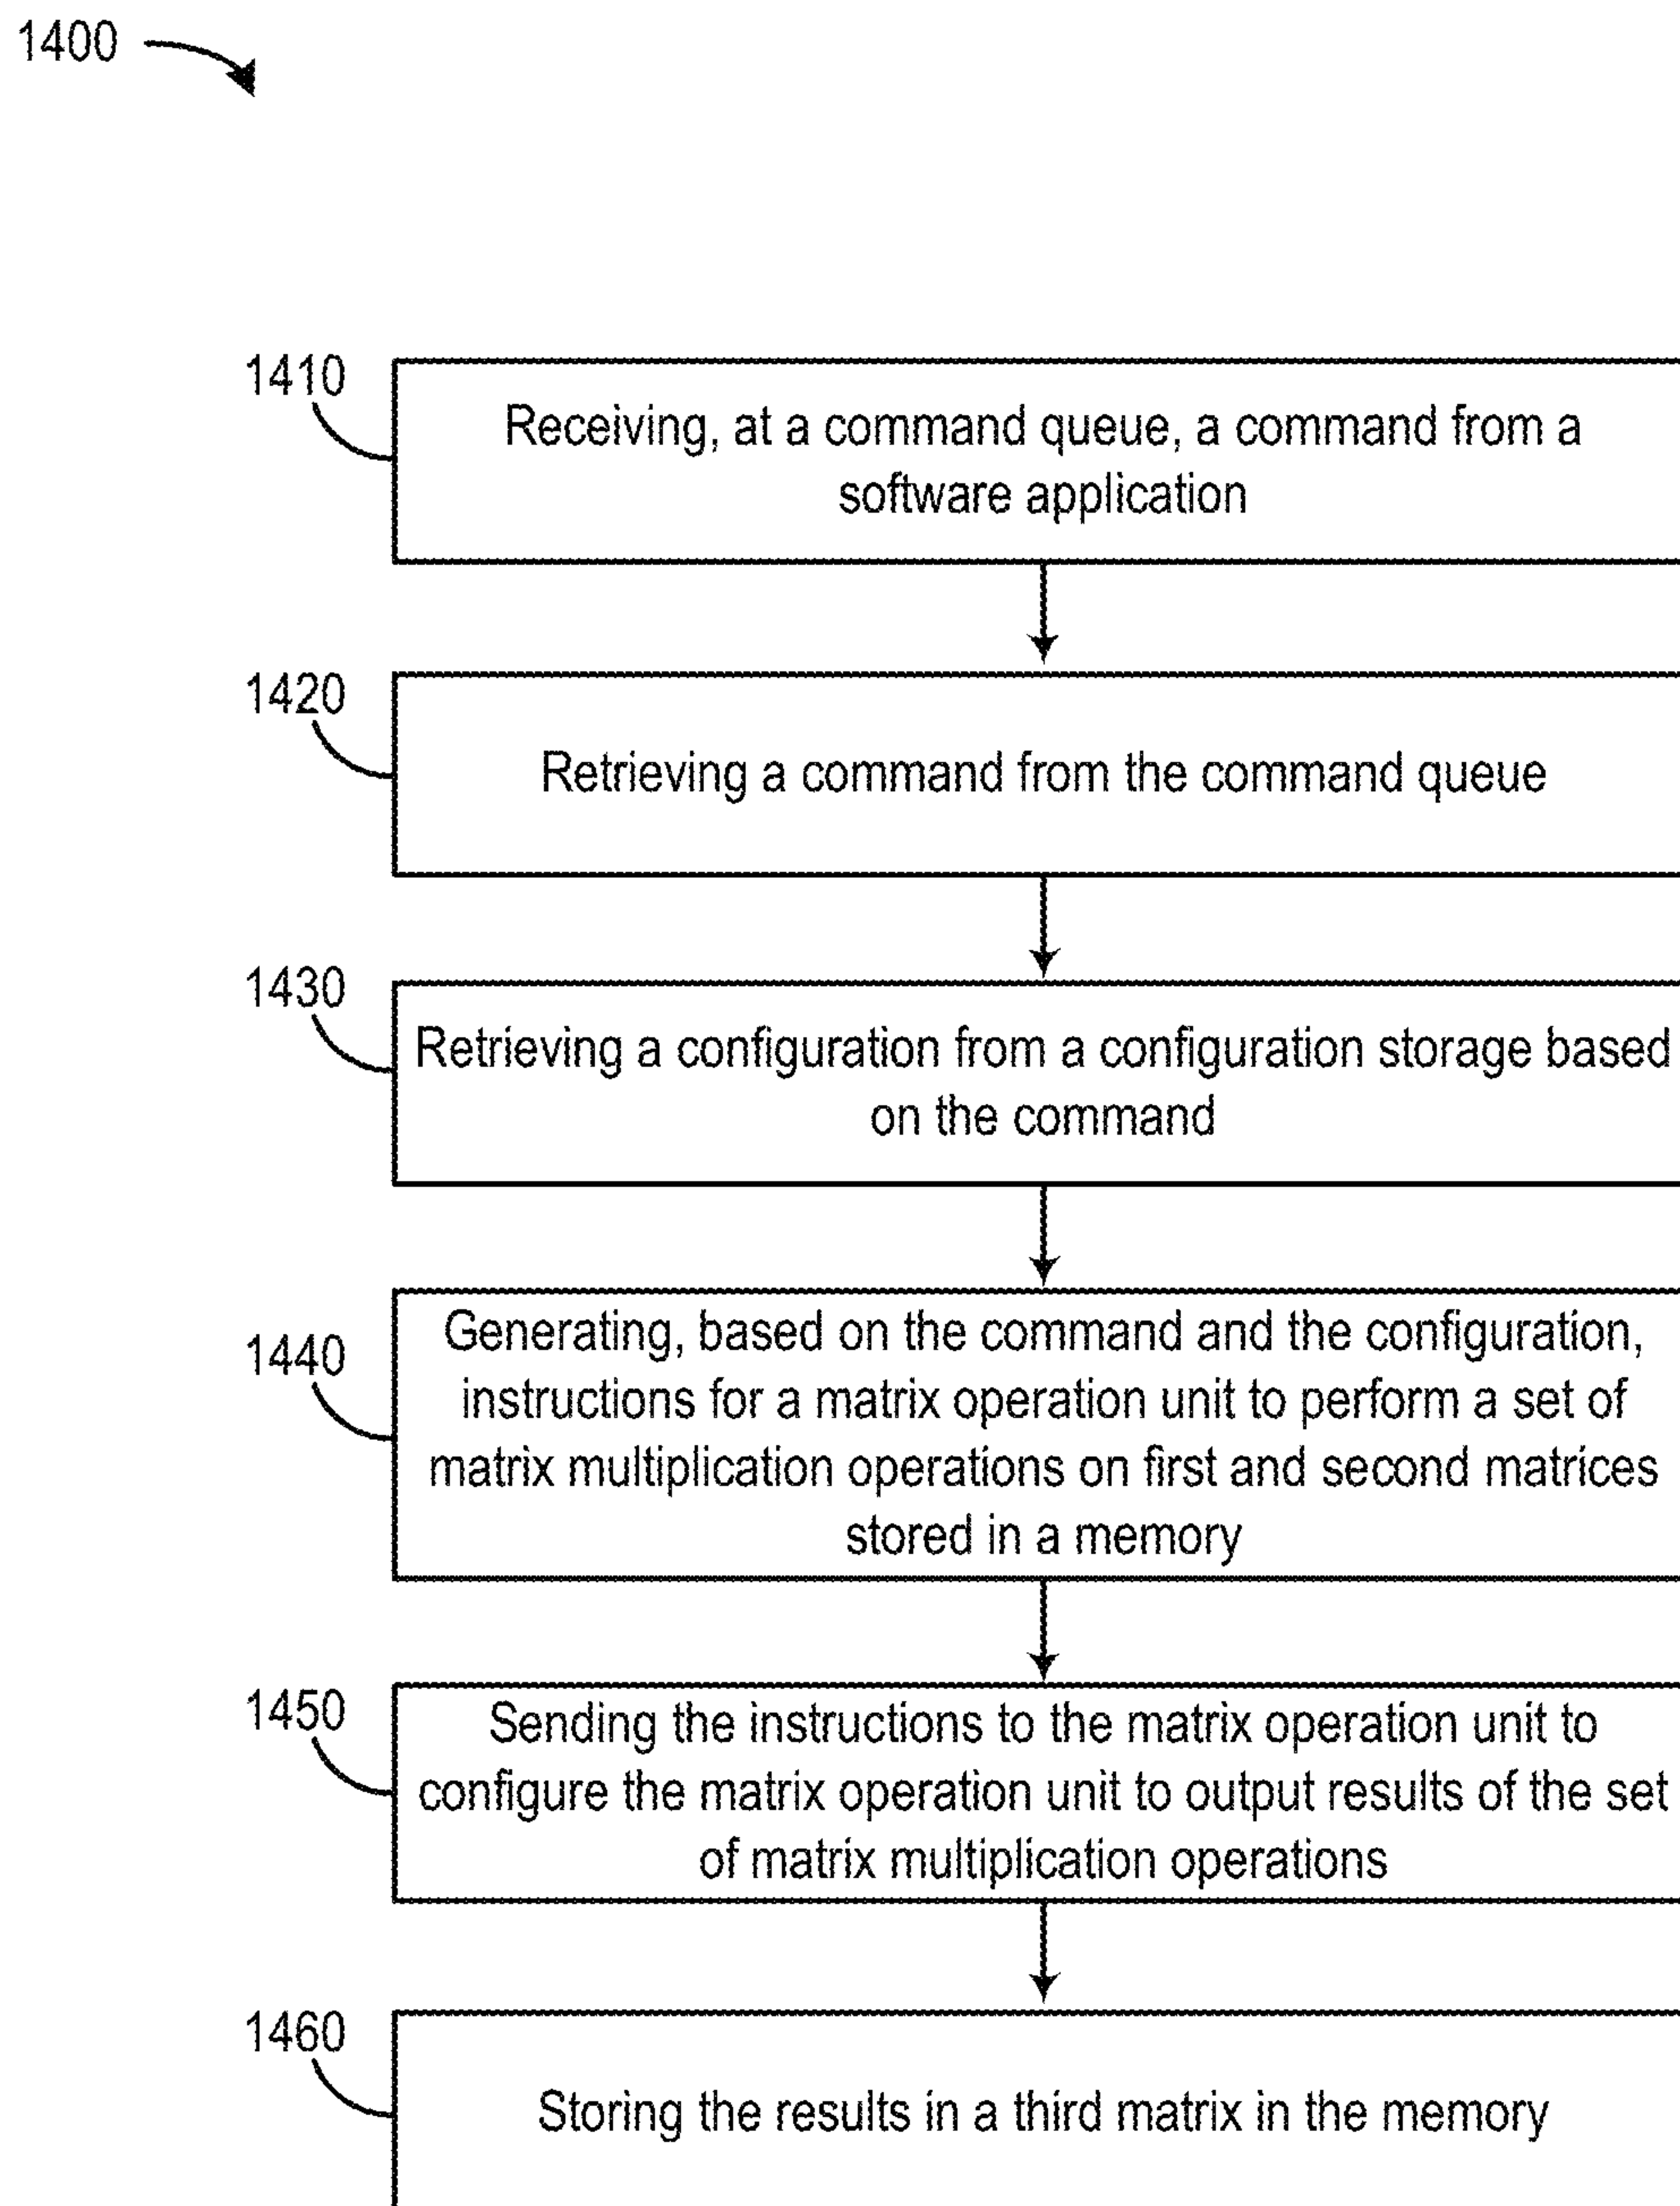 1400
1410
Receiving, at a command queue, a command from a
software application
1420
Retrieving a command from the command queue
1430
Retrieving a configuration from a configuration storage based
on the command
1440
Generating, based on the command and the configuration,
instructions for a matrix operation unit to perform a set of
matrix multiplication operations on first and second matrices
stored in a memory
1450
Sending the instructions to the matrix operation unit to
configure the matrix operation unit to output results of the set
of matrix multiplication operations
1460
Storing the results in a third matrix in the memory